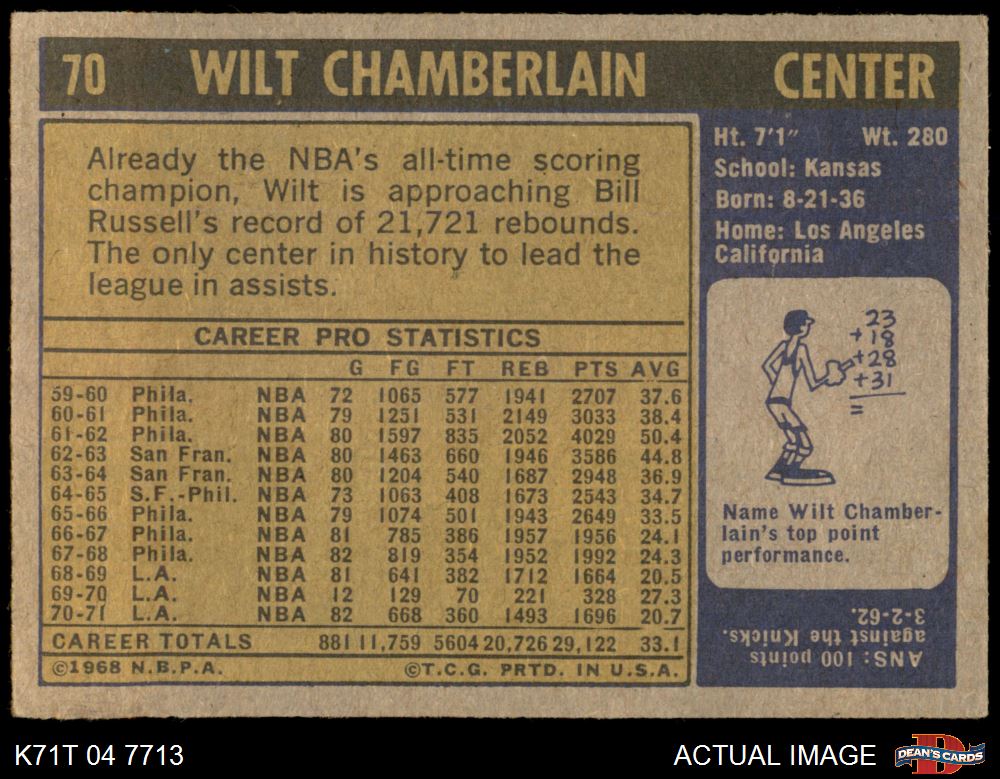 70 WILT CHAMBERLAIN CENTER
Already the NBA's all-time scoring
champion, Wilt is approaching Bill
Russell's record of 21,721 rebounds.
The only center in history to lead the
league in assists.
Ht. 7'1" Wt. 280
School: Kansas
Born: 8-21-36
Home: Los Angeles
California
CAREER PRO STATISTICS
G FG FT REB PTS AVG
59-60 Phila. NBA 72 1065 577 1941 2707 37.6
60-61 Phila. NBA 79 1251 531 2149 3033 38.4
61-62 Phila. NBA 80 1597 835 2052 4029 50.4
62-63 San Fran. NBA 80 1463 660 1946 3586 44.8
63-64 San Fran. NBA 80 1204 540 1687 2948 36.9
64-65 S.F.-Phil. NBA 73 1063 408 1673 2543 34.7
65-66 Phila. NBA 79 1074 501 1943 2649 33.5
66-67 Phila. NBA 81 785 386 1957 1956 24.1
67-68 Phila. NBA 82 819 354 1952 1992 24.3
68-69 L.A. NBA 81 641 382 1712 1664 20.5
69-70 L.A. NBA 12 129 70 221 328 27.3
70-71 L.A. NBA 82 668 360 1493 1696 20.7
CAREER TOTALS 881 11,759 5604 20,726 29,122 33.1
©1968 N.B.P.A. ©T.C.G. PRTD. IN U.S.A.
23
+18
+28
+31
=
Name Wilt Chamber-
lain's top point
performance.
ANS: 100 points
against the Knicks.
3-2-62.
K71T 04 7713 ACTUAL IMAGE
D
DEAN'S CARDS